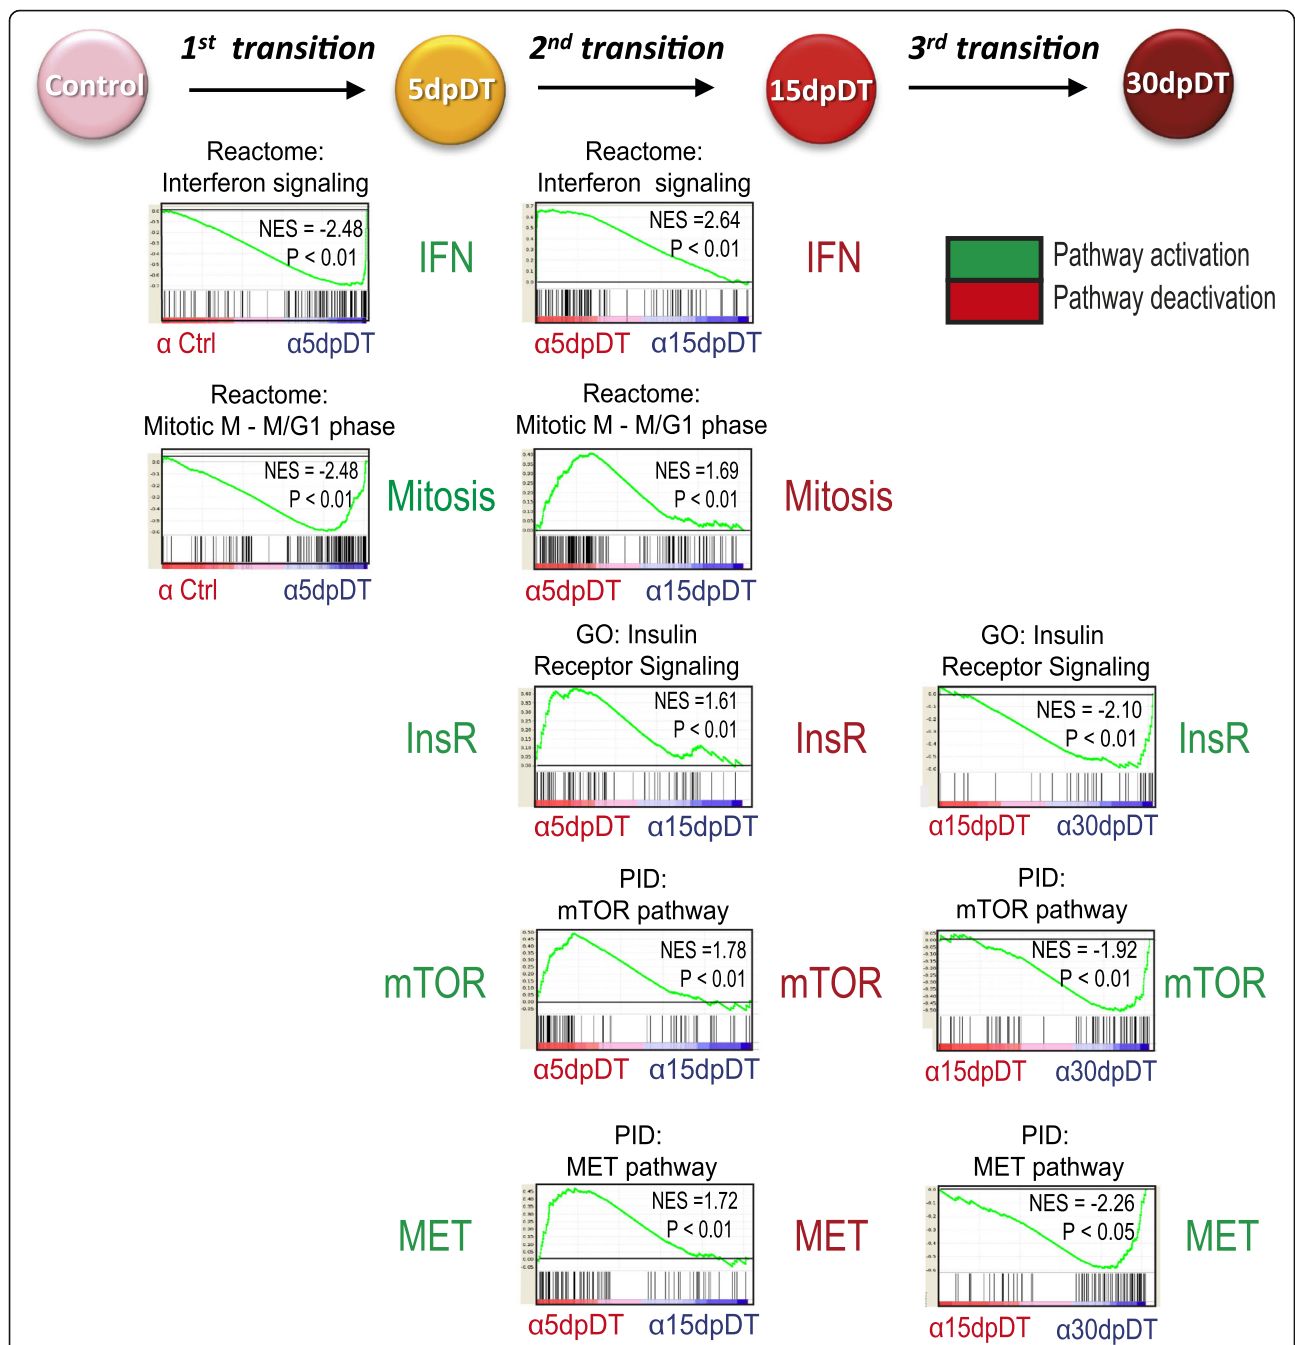 Control
1st transition
5dpDT
2nd transition
15dpDT
3rd transition
30dpDT
Reactome:
Interferon signaling
NES = -2.48
P < 0.01
α Ctrl
α5dpDT
IFN
Reactome:
Interferon signaling
NES =2.64
P < 0.01
α5dpDT
α15dpDT
IFN
Pathway activation
Pathway deactivation
Reactome:
Mitotic M - M/G1 phase
NES = -2.48
P < 0.01
α Ctrl
α5dpDT
Mitosis
Reactome:
Mitotic M - M/G1 phase
NES =1.69
P < 0.01
α5dpDT
α15dpDT
Mitosis
InsR
GO: Insulin
Receptor Signaling
NES =1.61
P < 0.01
α5dpDT
α15dpDT
InsR
GO: Insulin
Receptor Signaling
NES = -2.10
P < 0.01
α15dpDT
α30dpDT
InsR
mTOR
PID:
mTOR pathway
NES =1.78
P < 0.01
α5dpDT
α15dpDT
mTOR
PID:
mTOR pathway
NES = -1.92
P < 0.01
α15dpDT
α30dpDT
mTOR
MET
PID:
MET pathway
NES =1.72
P < 0.01
α5dpDT
α15dpDT
MET
PID:
MET pathway
NES = -2.26
P < 0.05
α15dpDT
α30dpDT
MET